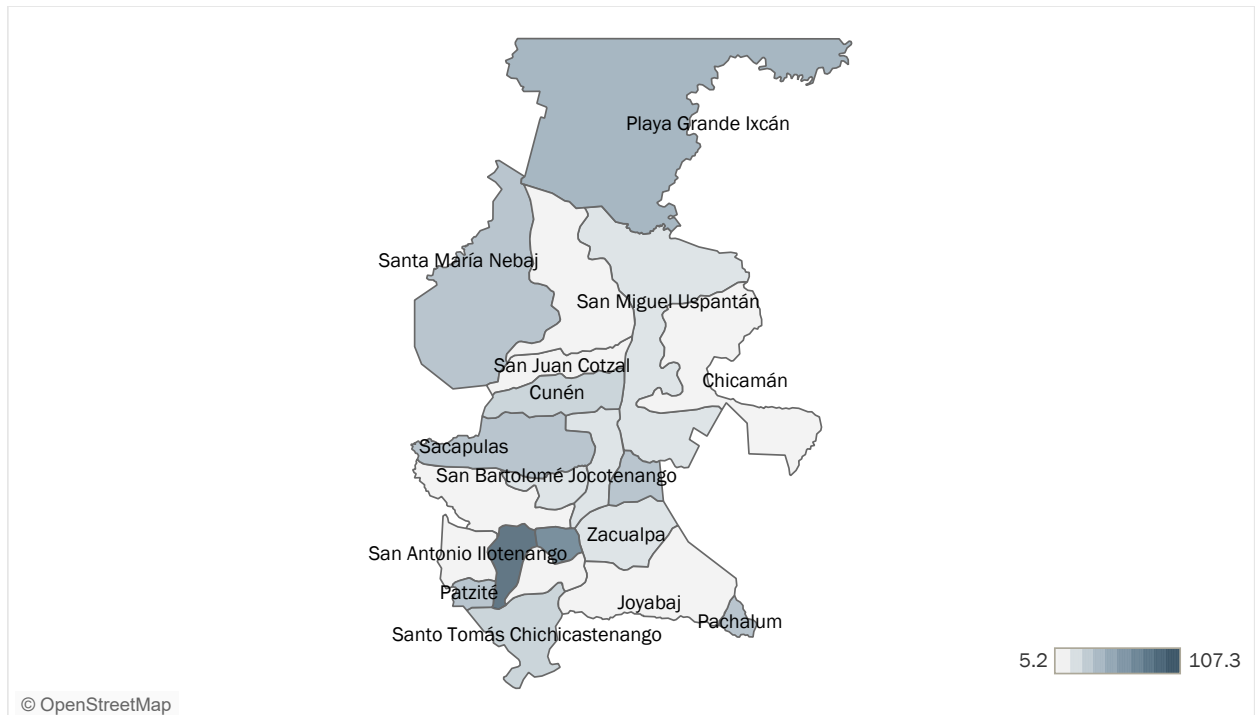 Playa Grande Ixcán
Santa María Nebaj
San Miguel Uspantán
San Juan Cotzal
Chicamán
Cunén
Sacapulas
San Bartolomé Jocotenango
Zacualpa
San Antonio Ilotenango
Patzité
Joyabaj
Pachalum
Santo Tomás Chichicastenango
5.2 107.3
© OpenStreetMap